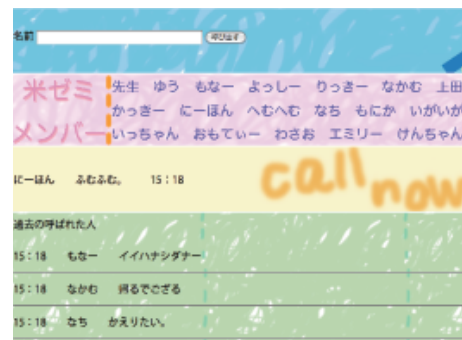 名前
呼び出す
米ゼミ
メンバー
先生 ゆう もなー よっしー りっきー なかむ 上田
かっきー にーほん へむへむ なち もにか いがいが
いっちゃん おもてぃー わさお エミリー けんちゃん
call now
にーほん ふむふむ。 15:18
過去の呼ばれた人
15:18 もなー イイハナシダナー
15:18 なかむ 帰るでござる
15:18 なち かえりたい。